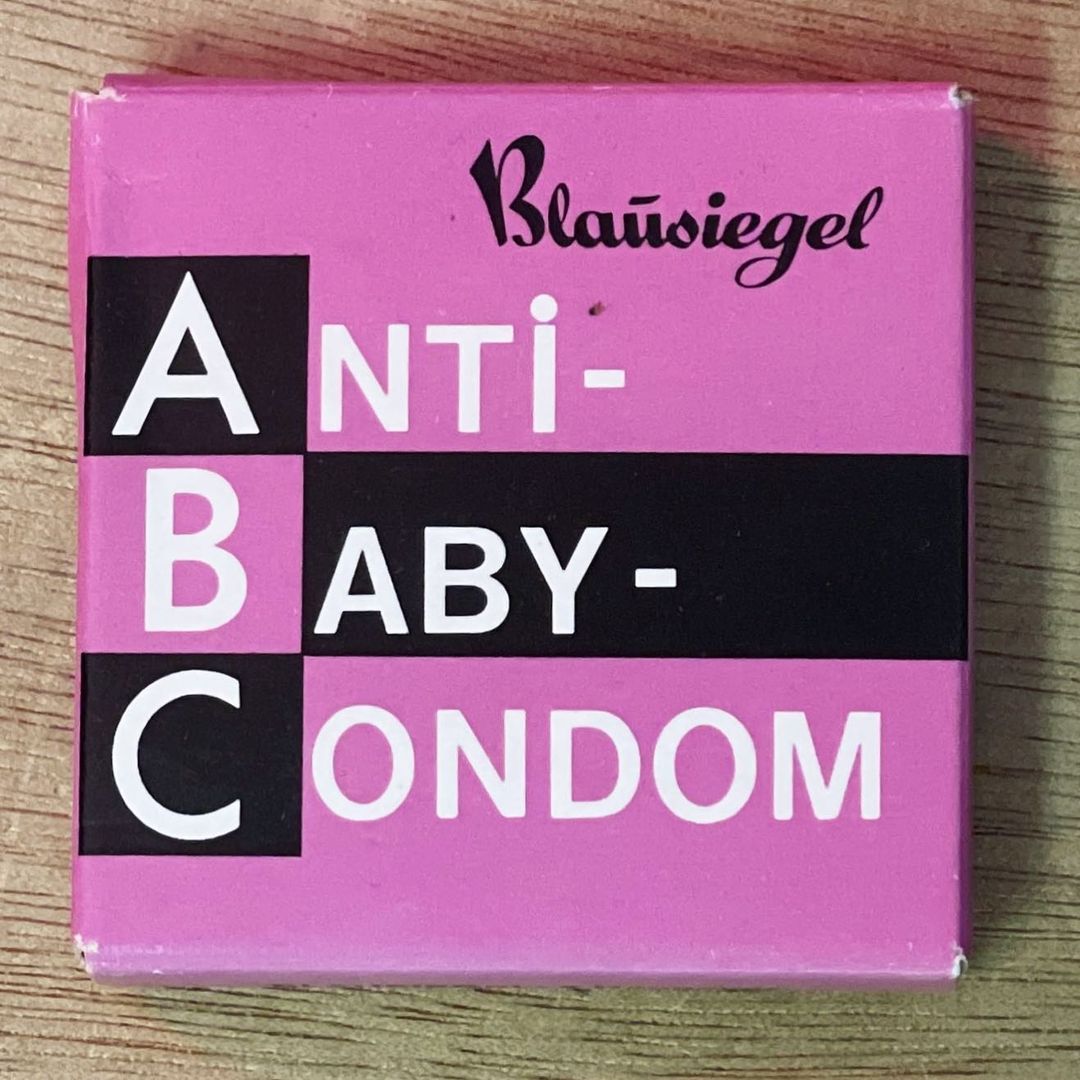 Blausiegel
ANTi-
BABY-
CONDOM